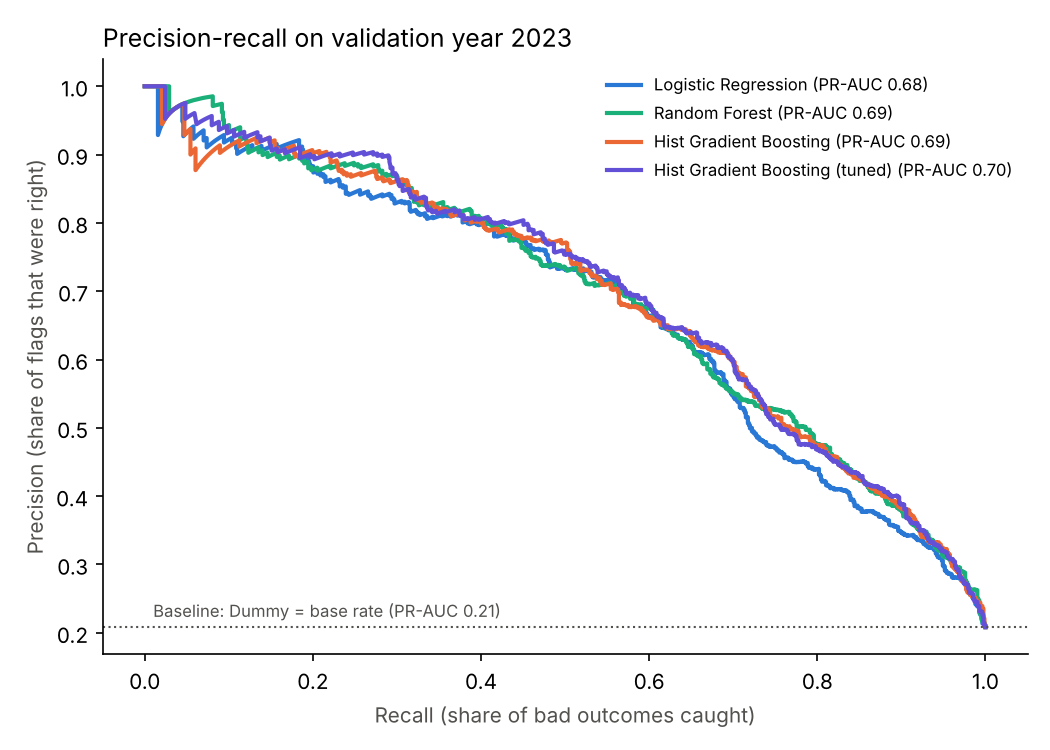 Precision-recall on validation year 2023
Logistic Regression (PR-AUC 0.68)
Random Forest (PR-AUC 0.69)
Hist Gradient Boosting (PR-AUC 0.69)
Hist Gradient Boosting (tuned) (PR-AUC 0.70)
Precision (share of flags that were right)
1.0
0.9
0.8
0.7
0.6
0.5
0.4
0.3
0.2
Baseline: Dummy = base rate (PR-AUC 0.21)
0.0 0.2 0.4 0.6 0.8 1.0
Recall (share of bad outcomes caught)